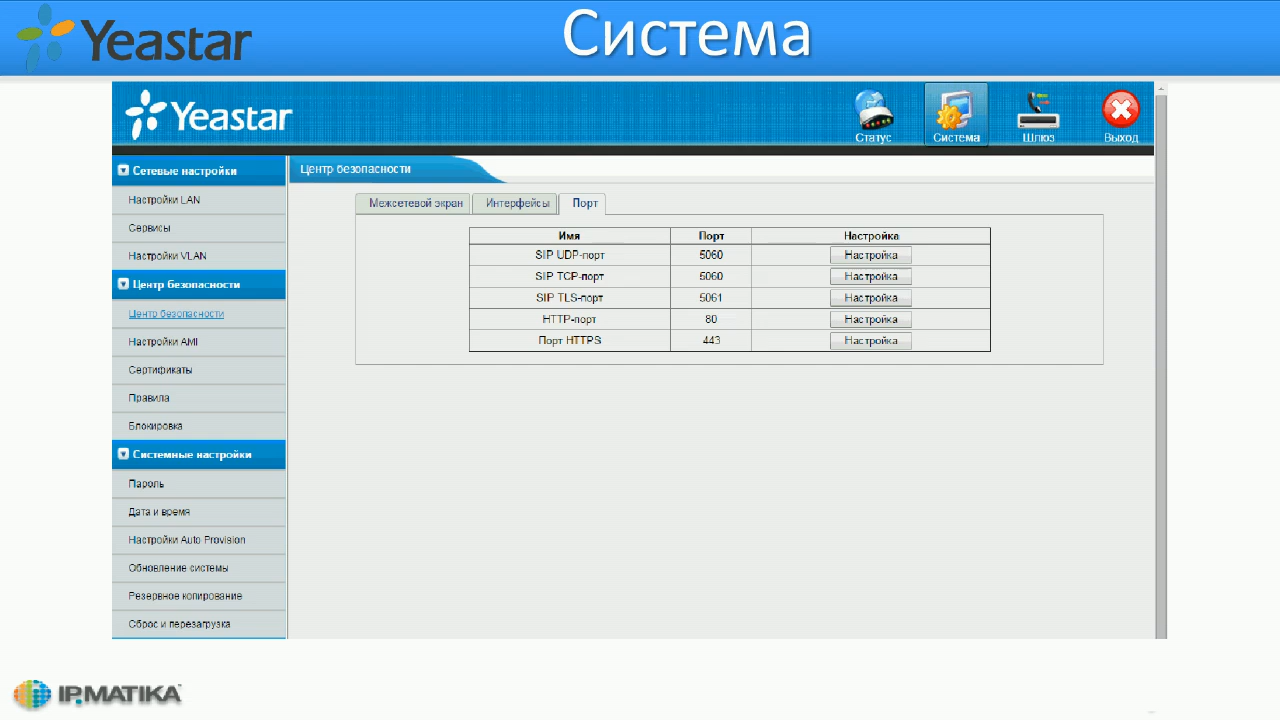 Yeastar
Система
Yeastar
Статус
Система
Шлюз
Выход
Сетевые настройки
Настройки LAN
Сервисы
Настройки VLAN
Центр безопасности
Центр безопасности
Настройки AMI
Сертификаты
Правила
Блокировка
Системные настройки
Пароль
Дата и время
Настройки Auto Provision
Обновление системы
Резервное копирование
Сброс и перезагрузка
Центр безопасности
Межсетевой экран Интерфейсы Порт
Имя Порт Настройка
SIP UDP-порт 5060 Настройка
SIP TCP-порт 5060 Настройка
SIP TLS-порт 5061 Настройка
HTTP-порт 80 Настройка
Порт HTTPS 443 Настройка
IPMATIKA